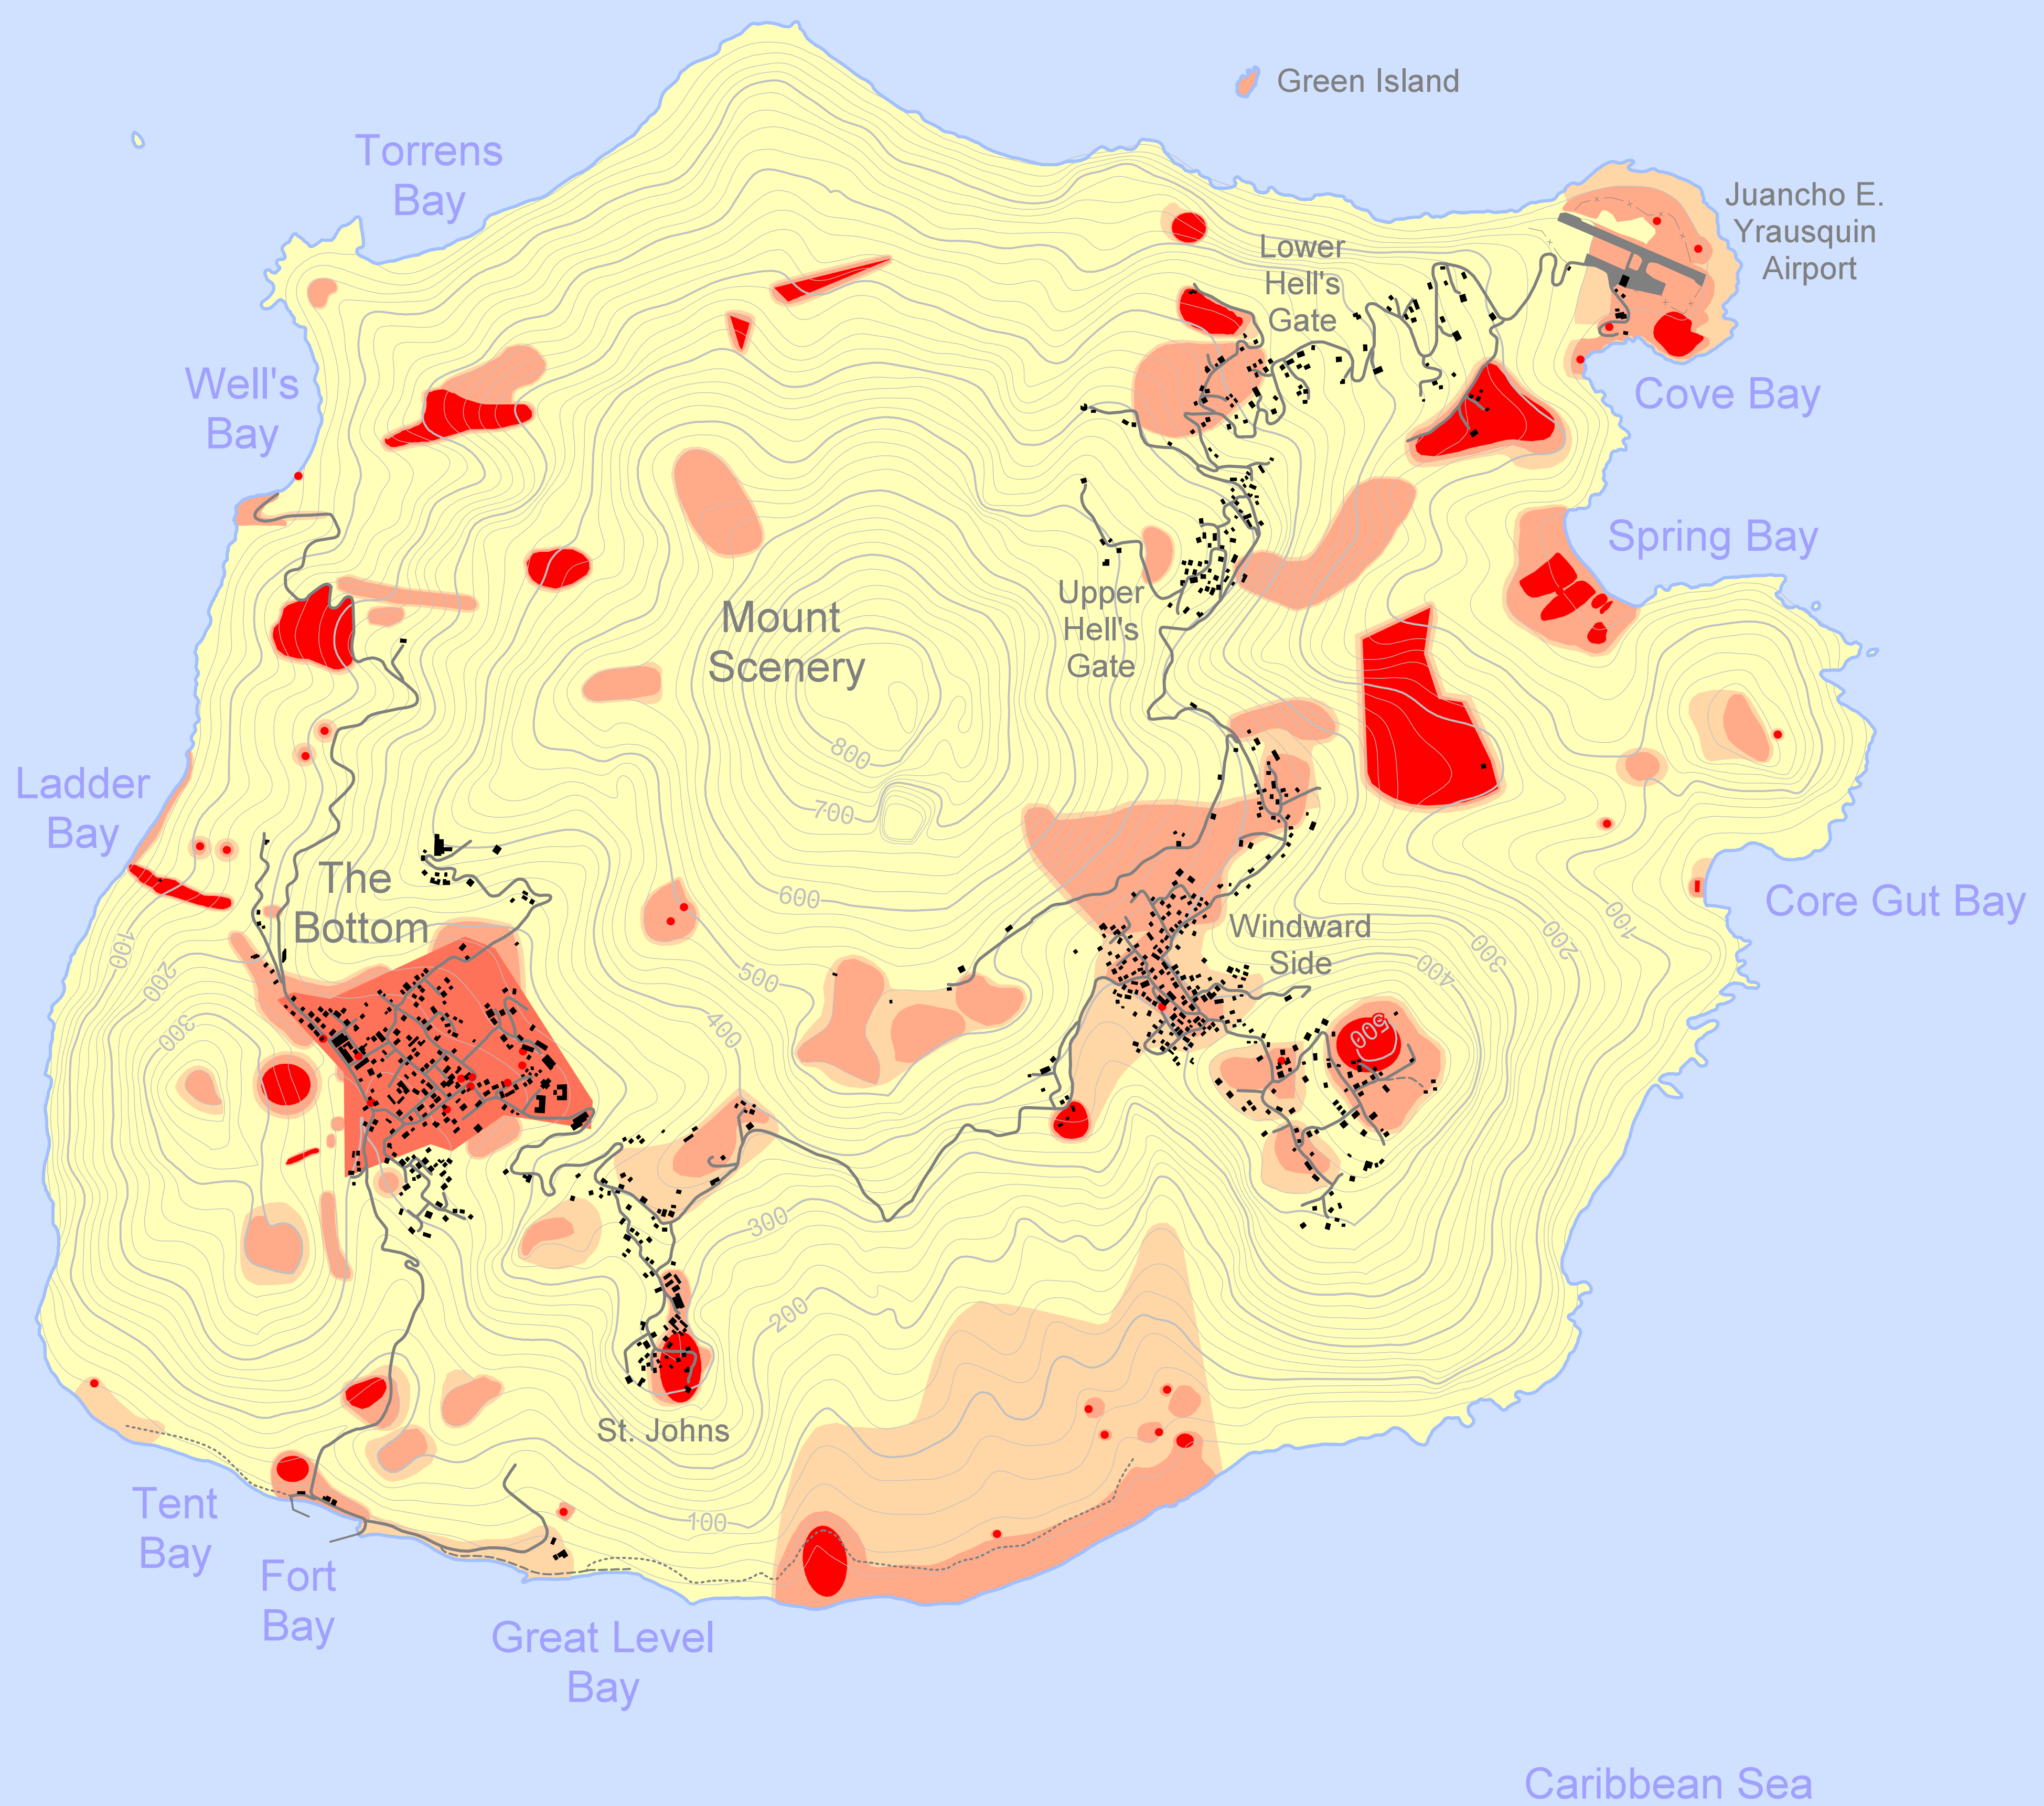 Green Island
Torrens
Bay
Juancho E.
Yrausquin
Airport
Lower
Hell's
Gate
Well's
Bay
Cove Bay
Spring Bay
Upper
Hell's
Gate
Mount
Scenery
800
700
600
500
400
300
200
100
Ladder
Bay
The
Bottom
100
200
300
Windward
Side
Core Gut Bay
100
200
300
400
500
St. Johns
Tent
Bay
Fort
Bay
Great Level
Bay
Caribbean Sea